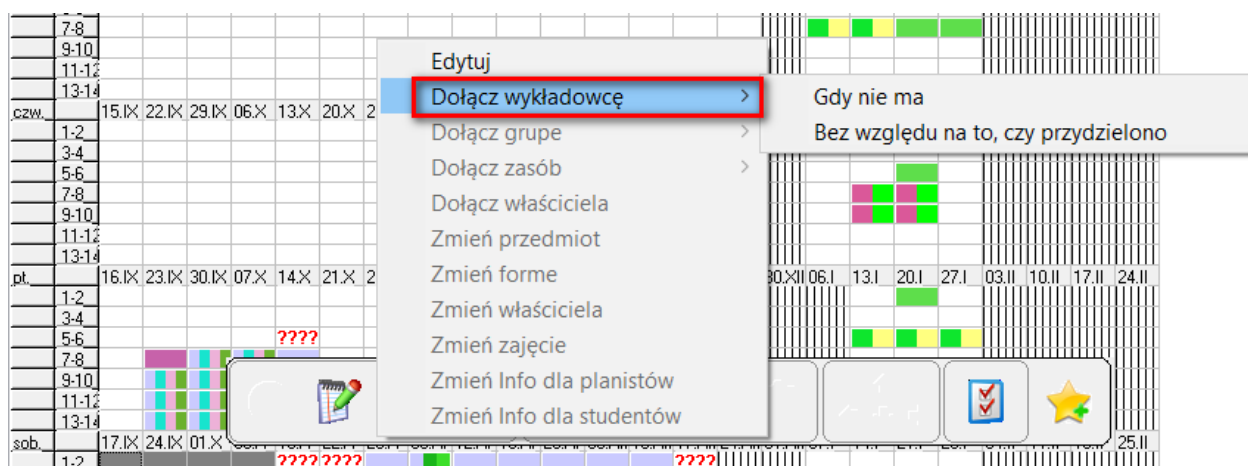 7-8
9-10
11-12
13-14
Edytuj
Dołącz wykładowcę
Gdy nie ma
Bez względu na to, czy przydzielono
Dołącz grupe
Dołącz zasób
Dołącz właściciela
Zmień przedmiot
Zmień forme
Zmień właściciela
Zmień zajęcie
Zmień Info dla planistów
Zmień Info dla studentów
czw. 15.IX 22.IX 29.IX 06.X 13.X 20.X
1-2
3-4
5-6
7-8
9-10
11-12
13-14
pt. 16.IX 23.IX 30.IX 07.X 14.X 21.X 06.I 13.I 20.I 27.I 03.II 10.II 17.II 24.II
1-2
3-4
5-6 ????
7-8
9-10
11-12
13-14
sob. 17.IX 24.IX 01.X 25.II
1-2 ???? ???? ????